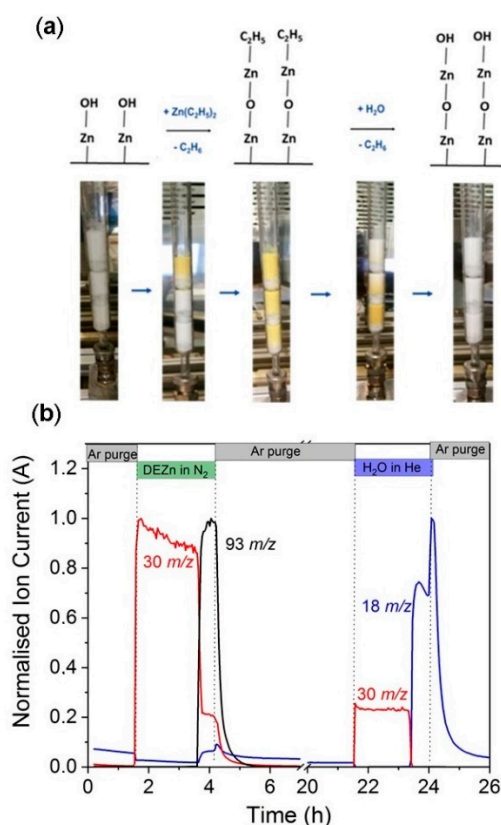 (a)
C₂H₅ C₂H₅
OH OH
Zn Zn
OH OH
+ Zn(C₂H₅)₂
O O
+ H₂O
Zn Zn
- C₂H₆
- C₂H₆
O O
Zn Zn
Zn Zn
Zn Zn
(b)
Ar purge
DEZn in N₂
Ar purge
H₂O in He
Ar purge
Normalised Ion Current (A)
1.2
1.0
0.8
0.6
0.4
0.2
0.0
30 m/z
93 m/z
18 m/z
30 m/z
0 2 4 6 20 22 24 26
Time (h)